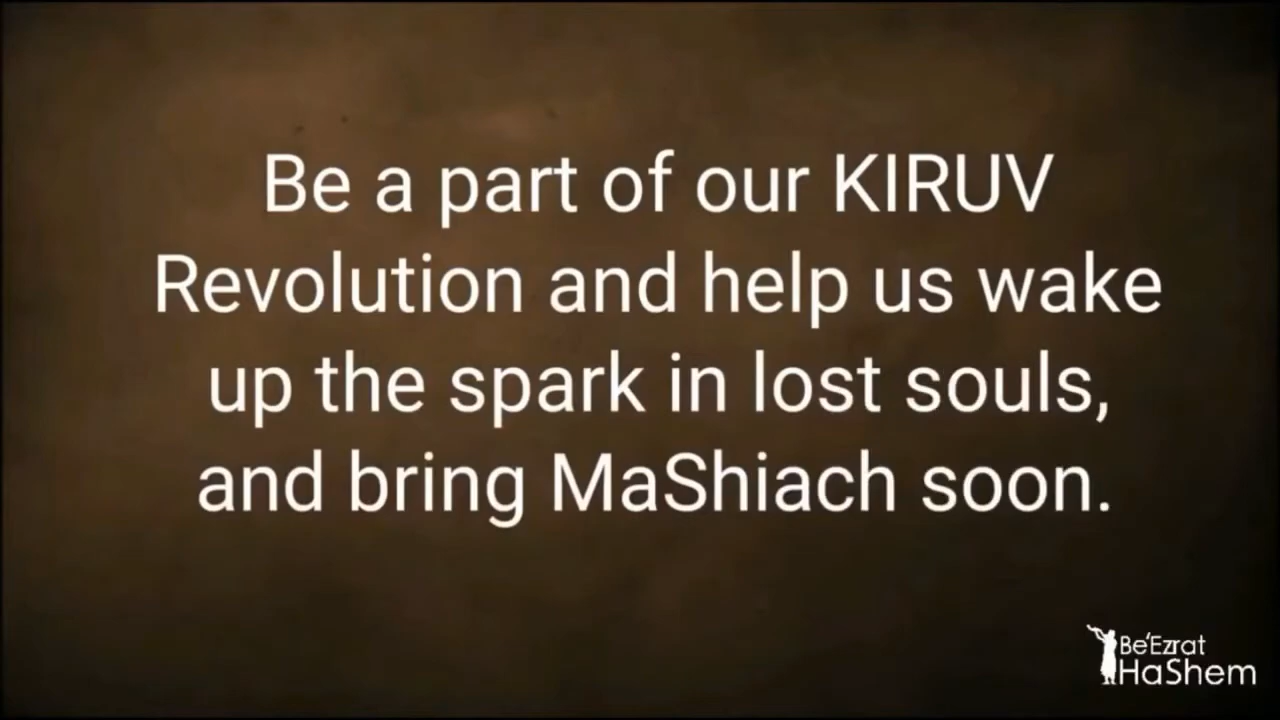 Be a part of our KIRUV
Revolution and help us wake
up the spark in lost souls,
and bring MaShiach soon.
Be'Ezrat
HaShem